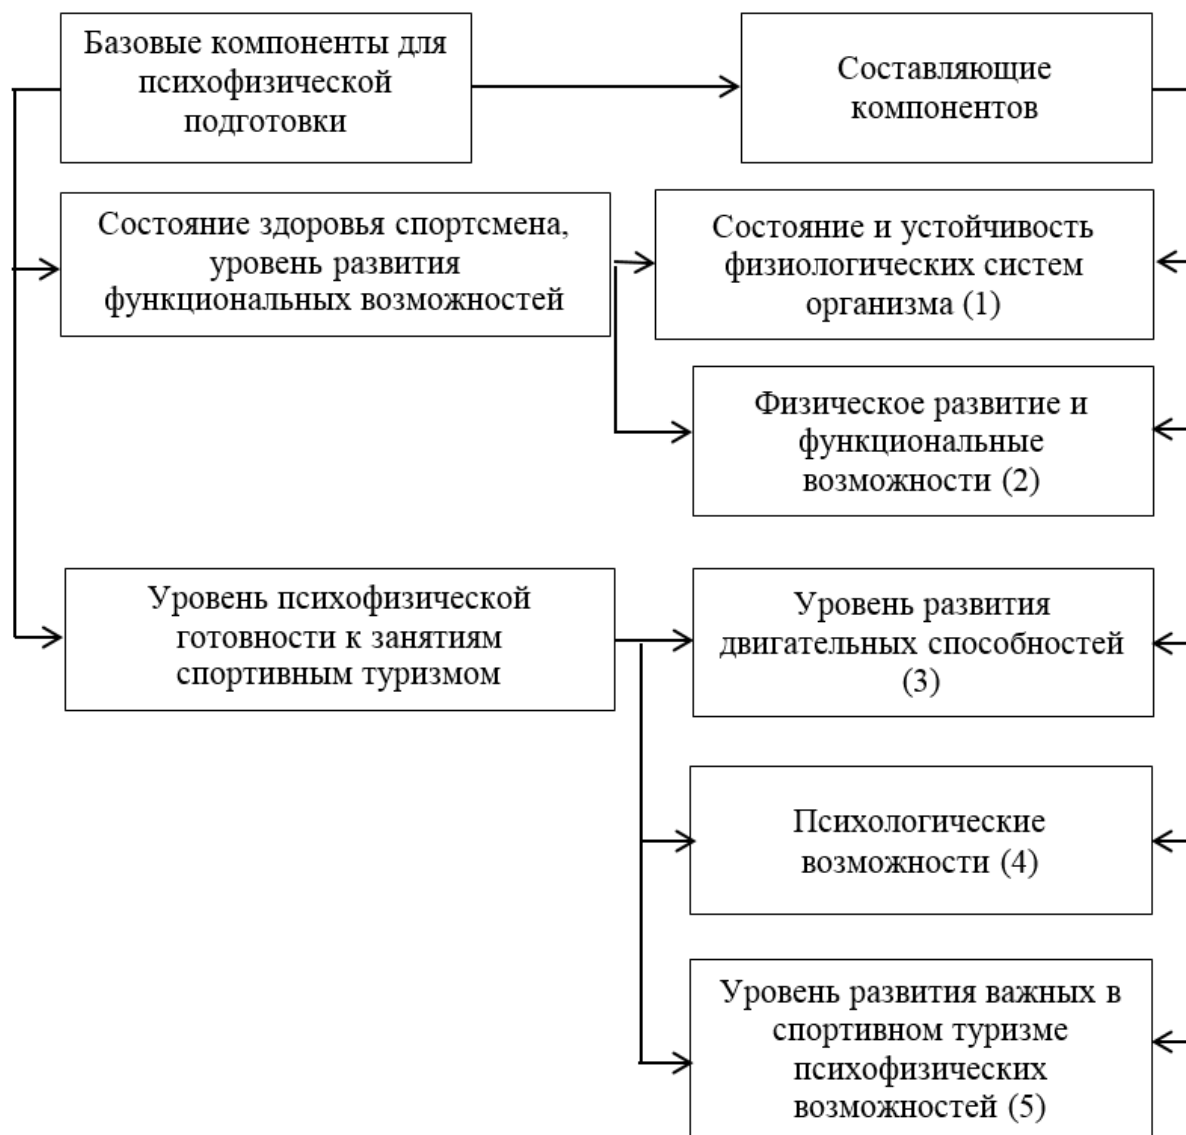 Базовые компоненты для
психофизической
подготовки
Составляющие
компонентов
Состояние здоровья спортсмена,
уровень развития
функциональных возможностей
Состояние и устойчивость
физиологических систем
организма (1)
Физическое развитие и
функциональные
возможности (2)
Уровень психофизической
готовности к занятиям
спортивным туризмом
Уровень развития
двигательных способностей
(3)
Психологические
возможности (4)
Уровень развития важных в
спортивном туризме
психофизических
возможностей (5)